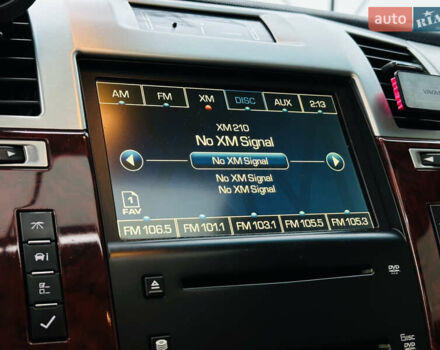 auto RIA
AM FM XM DISC AUX 2:13
XM 210
No XM Signal
No XM Signal
No XM Signal
No XM Signal
1
FAV
FM 106.5 FM 101.1 FM 103.1 FM 105.5 FM 105.3
DVD
6DISC
DVD